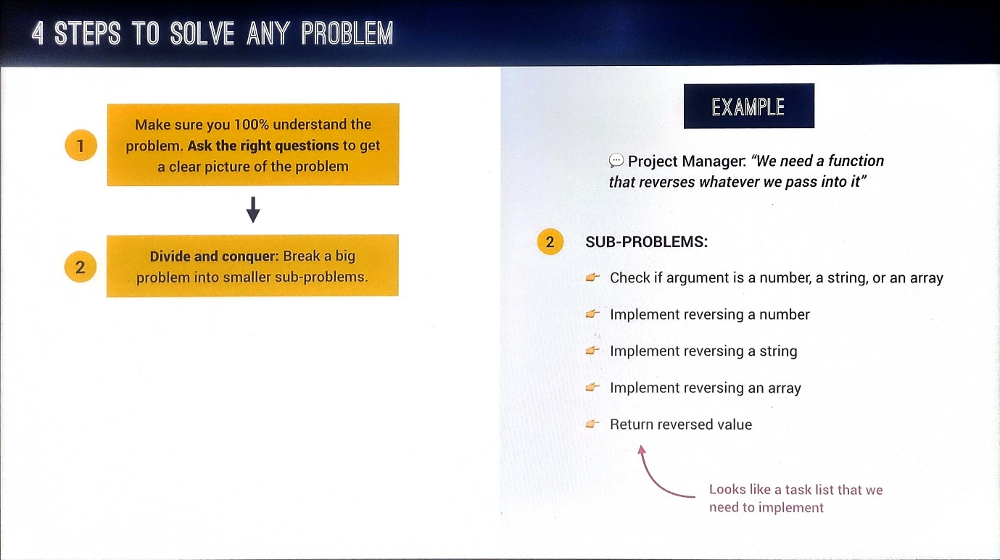 4 STEPS TO SOLVE ANY PROBLEM
1
Make sure you 100% understand the
problem. Ask the right questions to get
a clear picture of the problem
2
Divide and conquer: Break a big
problem into smaller sub-problems.
EXAMPLE
💬 Project Manager: “We need a function
that reverses whatever we pass into it”
2 SUB-PROBLEMS:
👉 Check if argument is a number, a string, or an array
👉 Implement reversing a number
👉 Implement reversing a string
👉 Implement reversing an array
👉 Return reversed value
Looks like a task list that we
need to implement